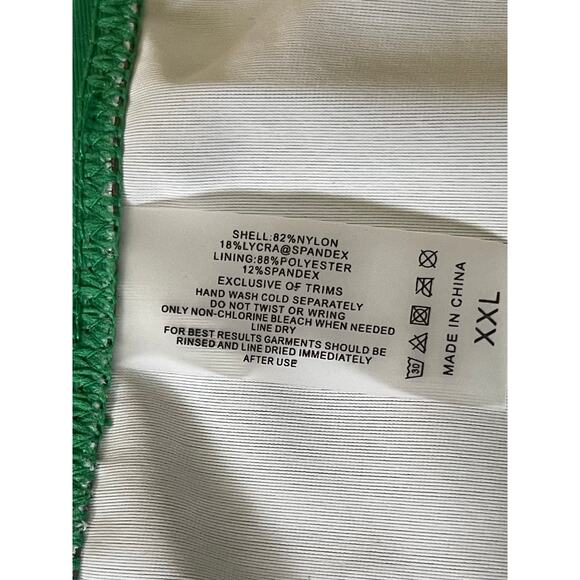 SHELL:82%NYLON
18%LYCRA@SPANDEX
LINING:88%POLYESTER
12%SPANDEX
EXCLUSIVE OF TRIMS
HAND WASH COLD SEPARATELY
DO NOT TWIST OR WRING
ONLY NON-CHLORINE BLEACH WHEN NEEDED
LINE DRY
FOR BEST RESULTS GARMENTS SHOULD BE
RINSED AND LINE DRIED IMMEDIATELY
AFTER USE
30
MADE IN CHINA
XXL